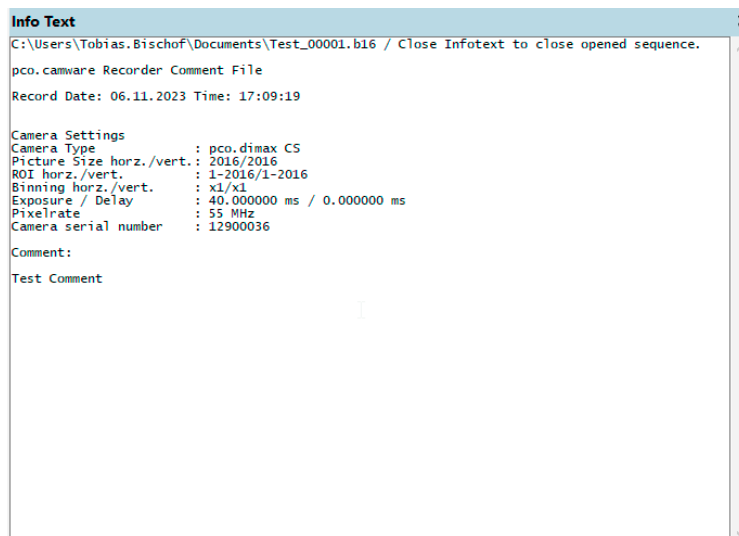 Info Text
C:\Users\Tobias.Bischof\Documents\Test_00001.b16 / Close Infotext to close opened sequence.
pco.camware Recorder Comment File
Record Date: 06.11.2023 Time: 17:09:19
Camera Settings
Camera Type : pco.dimax CS
Picture Size horz./vert.: 2016/2016
ROI horz./vert. : 1-2016/1-2016
Binning horz./vert. : x1/x1
Exposure / Delay : 40.000000 ms / 0.000000 ms
Pixelrate : 55 MHz
Camera serial number : 12900036
Comment:
Test Comment